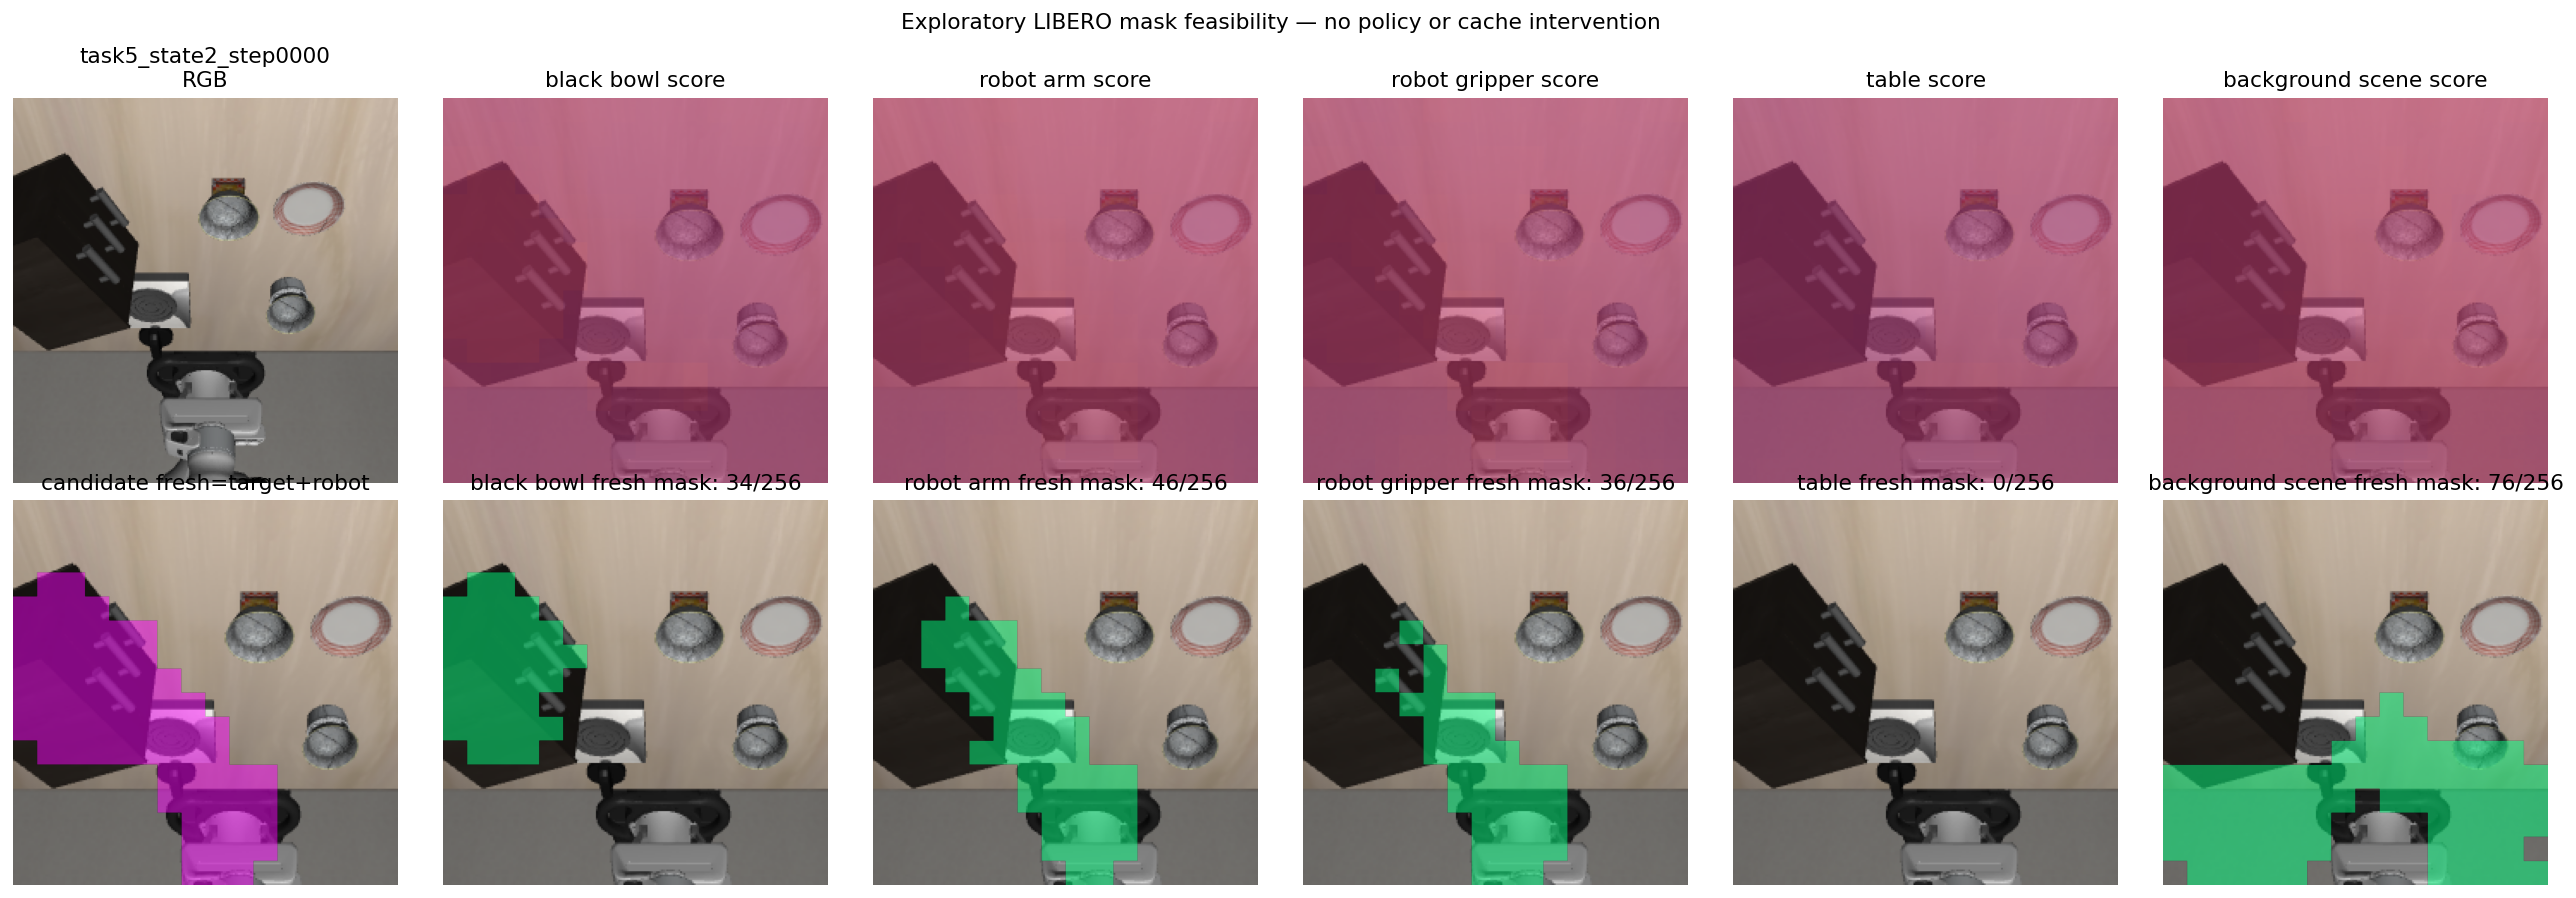 Exploratory LIBERO mask feasibility — no policy or cache intervention
task5_state2_step0000
RGB
black bowl score
robot arm score
robot gripper score
table score
background scene score
candidate fresh=target+robot
black bowl fresh mask: 34/256
robot arm fresh mask: 46/256
robot gripper fresh mask: 36/256
table fresh mask: 0/256
background scene fresh mask: 76/256